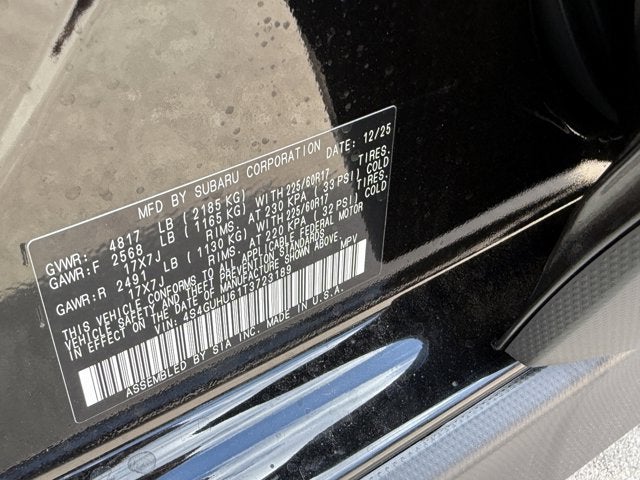 MFD BY SUBARU CORPORATION DATE: 12/25
GVWR: 4817 LB ( 2185 KG)
GAWR:F 2568 LB ( 1165 KG) WITH 225/60R17 TIRES.
17X7J RIMS. AT 230 KPA ( 33 PSI) COLD
GAWR:R 2491 LB ( 1130 KG) WITH 225/60R17 TIRES.
17X7J RIMS. AT 220 KPA ( 32 PSI) COLD
THIS VEHICLE CONFORMS TO ALL APPLICABLE FEDERAL MOTOR
VEHICLE SAFETY AND THEFT PREVENTION STANDARDS
IN EFFECT ON THE DATE OF MANUFACTURE SHOWN ABOVE.
VIN: 4S4GUHU61T3723189 MPV
ASSEMBLED BY SIA INC. MADE IN U.S.A.